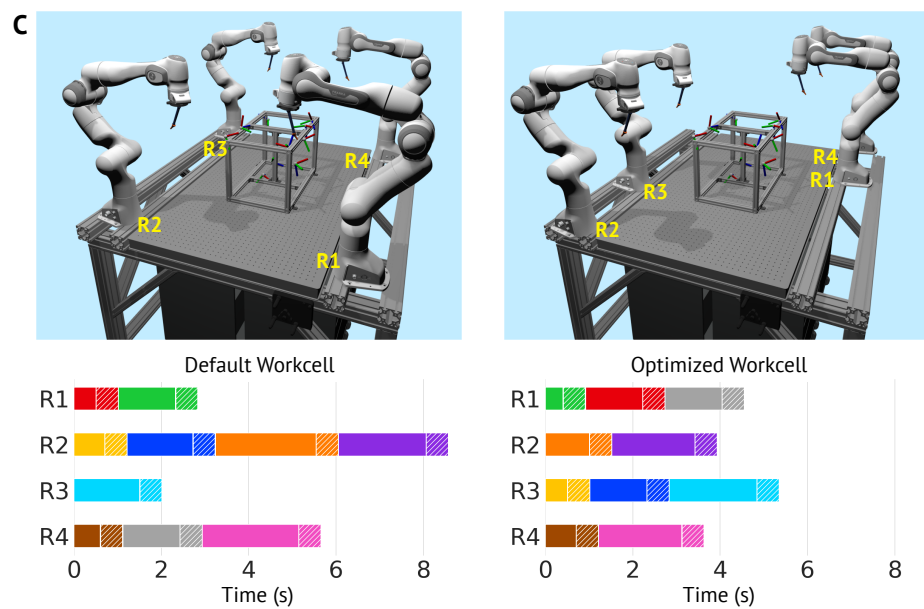 C
R3
R4
R2
R1
R4
R1
R3
R2
Default Workcell
R1
R2
R3
R4
0 2 4 6 8
Time (s)
Optimized Workcell
R1
R2
R3
R4
0 2 4 6 8
Time (s)